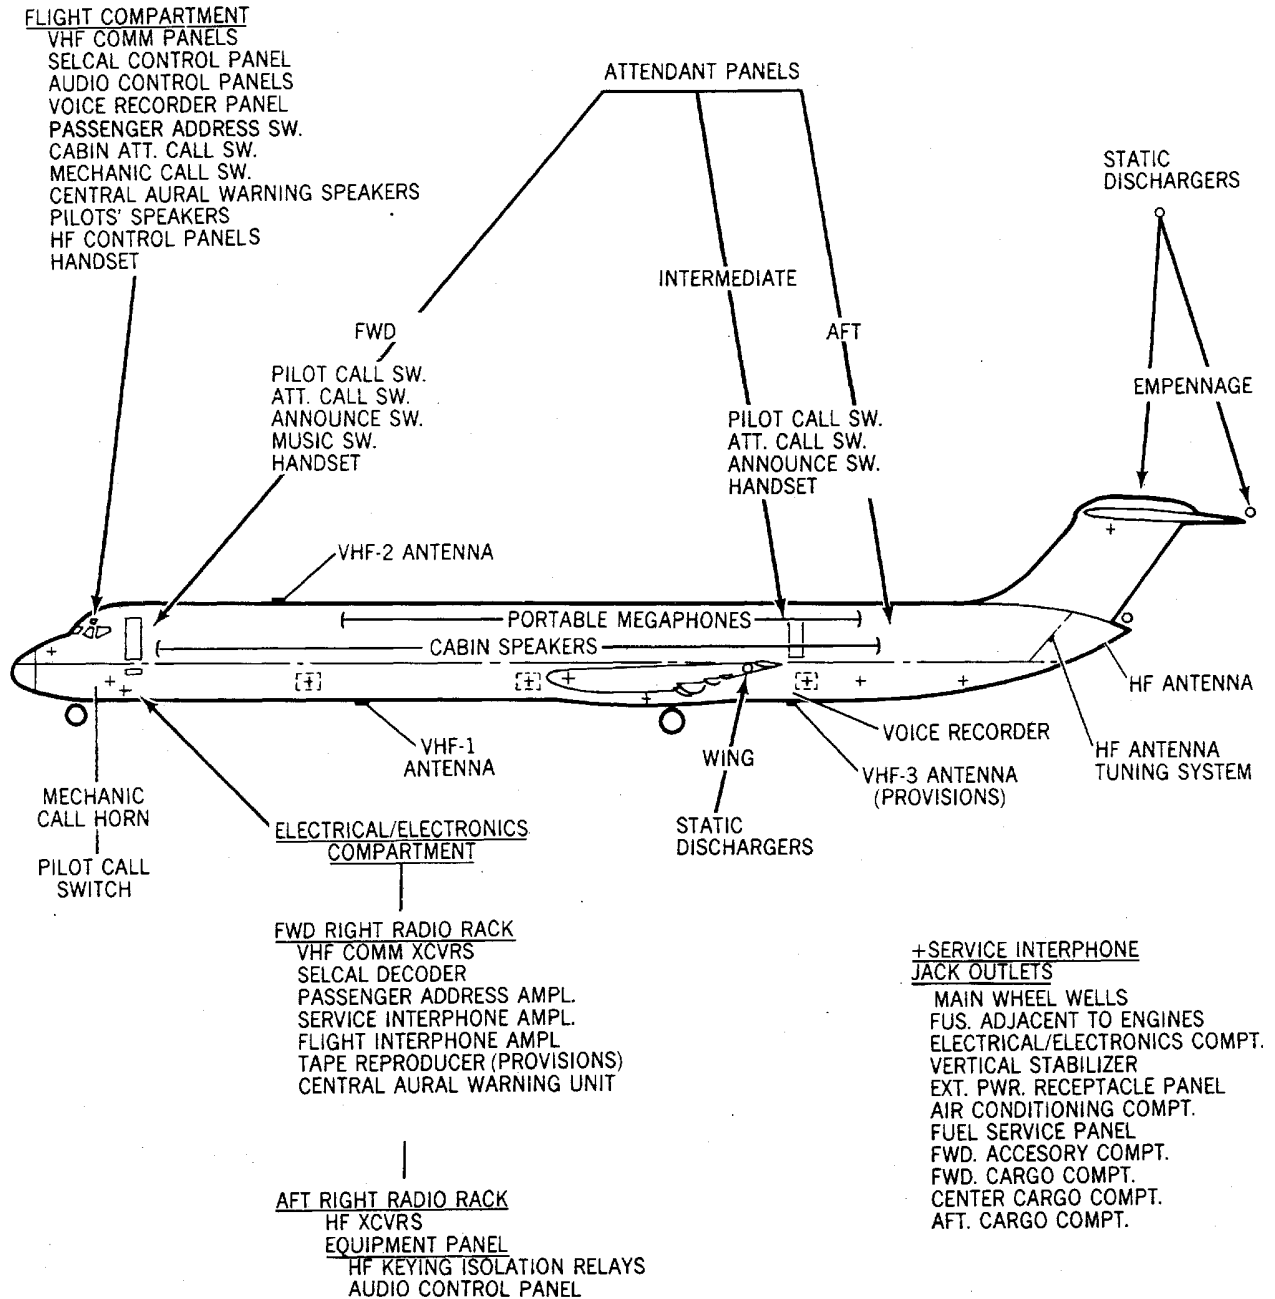 FLIGHT COMPARTMENT
VHF COMM PANELS
SELCAL CONTROL PANEL
AUDIO CONTROL PANELS
VOICE RECORDER PANEL
PASSENGER ADDRESS SW.
CABIN ATT. CALL SW.
MECHANIC CALL SW.
CENTRAL AURAL WARNING SPEAKERS
PILOTS' SPEAKERS
HF CONTROL PANELS
HANDSET
ATTENDANT PANELS
STATIC
DISCHARGERS
INTERMEDIATE
FWD
AFT
EMPENNAGE
PILOT CALL SW.
ATT. CALL SW.
ANNOUNCE SW.
MUSIC SW.
HANDSET
PILOT CALL SW.
ATT. CALL SW.
ANNOUNCE SW.
HANDSET
VHF-2 ANTENNA
PORTABLE MEGAPHONES
CABIN SPEAKERS
HF ANTENNA
VOICE RECORDER
HF ANTENNA
TUNING SYSTEM
VHF-1
ANTENNA
WING
VHF-3 ANTENNA
(PROVISIONS)
MECHANIC
CALL HORN
PILOT CALL
SWITCH
STATIC
DISCHARGERS
ELECTRICAL/ELECTRONICS
COMPARTMENT
FWD RIGHT RADIO RACK
VHF COMM XCVRS
SELCAL DECODER
PASSENGER ADDRESS AMPL.
SERVICE INTERPHONE AMPL.
FLIGHT INTERPHONE AMPL
TAPE REPRODUCER (PROVISIONS)
CENTRAL AURAL WARNING UNIT
AFT RIGHT RADIO RACK
HF XCVRS
EQUIPMENT PANEL
HF KEYING ISOLATION RELAYS
AUDIO CONTROL PANEL
+SERVICE INTERPHONE
JACK OUTLETS
MAIN WHEEL WELLS
FUS. ADJACENT TO ENGINES
ELECTRICAL/ELECTRONICS COMPT.
VERTICAL STABILIZER
EXT. PWR. RECEPTACLE PANEL
AIR CONDITIONING COMPT.
FUEL SERVICE PANEL
FWD. ACCESORY COMPT.
FWD. CARGO COMPT.
CENTER CARGO COMPT.
AFT. CARGO COMPT.